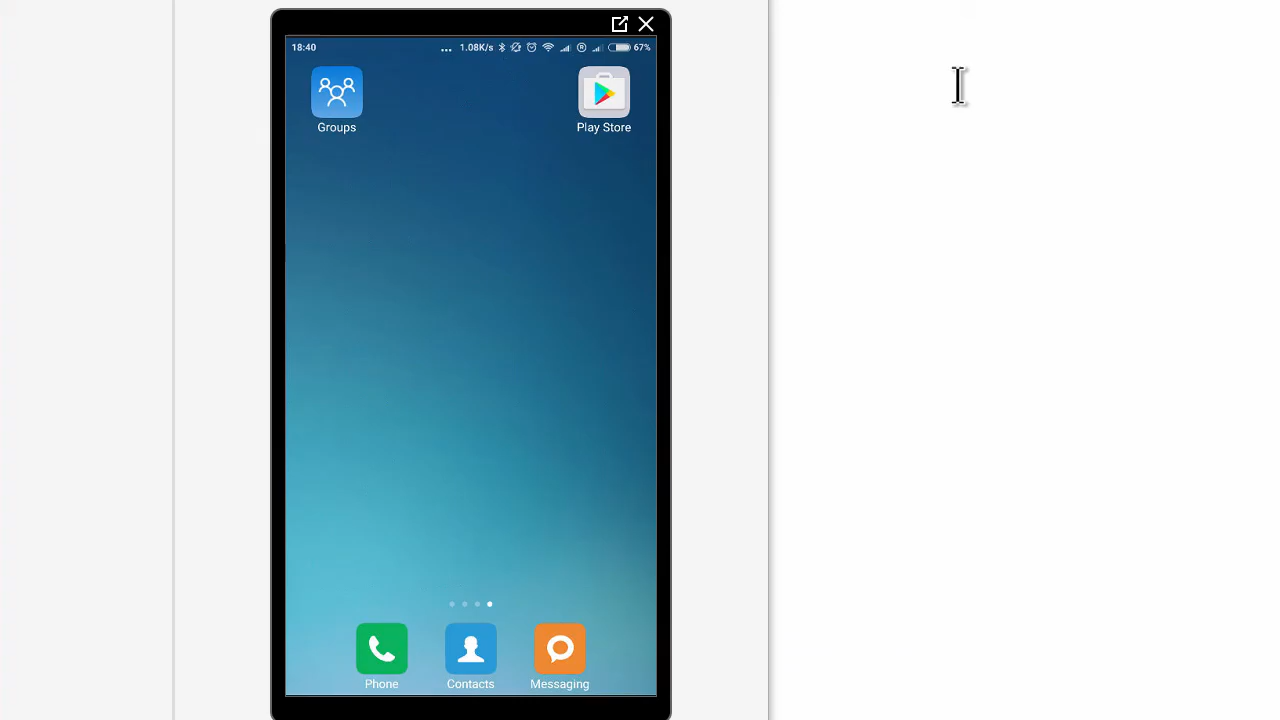 18:40 ... 1.08K/s 67%
Groups
Play Store
Phone
Contacts
Messaging